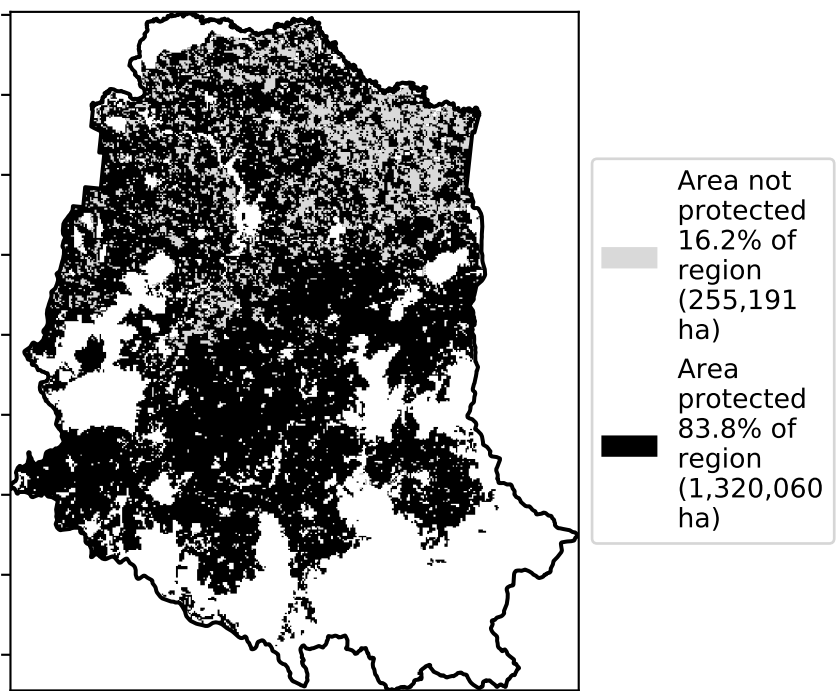 Area not
protected
16.2% of
region
(255,191
ha)
Area
protected
83.8% of
region
(1,320,060
ha)